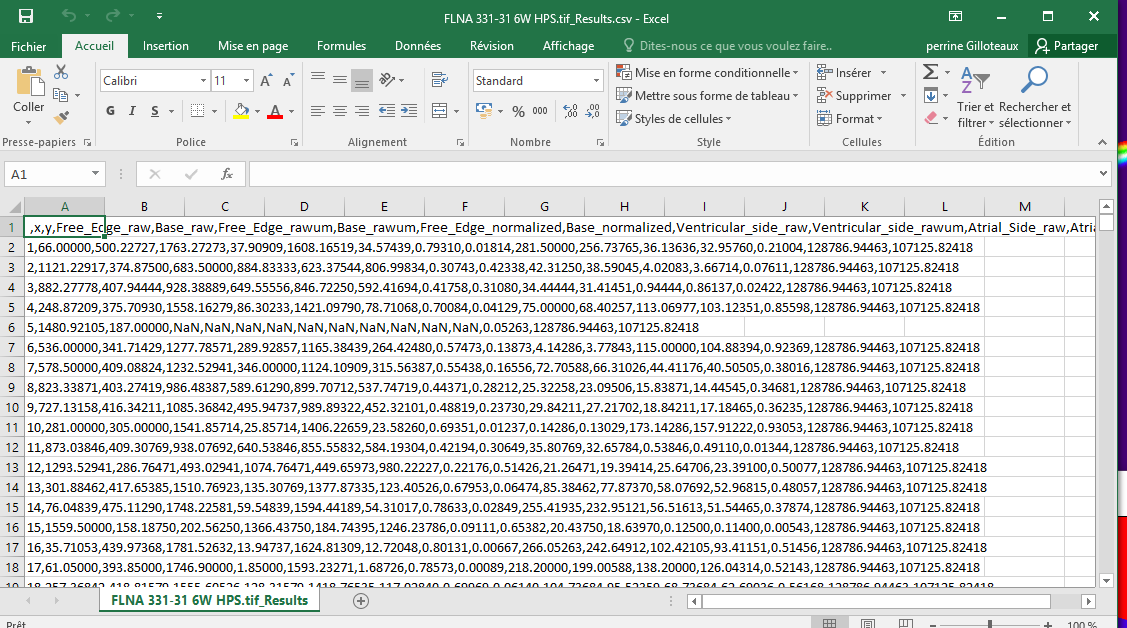 FLNA 331-31 6W HPS.tif_Results.csv - Excel
Fichier Accueil Insertion Mise en page Formules Données Révision Affichage Dites-nous ce que vous voulez faire.. perrine Gilloteaux Partager
Calibri 11 Standard Mise en forme conditionnelle Insérer
Coller Mettre sous forme de tableau Supprimer Trier et Rechercher et
G I S % 000 Styles de cellules Format filtrer sélectionner
Presse-papiers Police Alignement Nombre Style Cellules Édition
A1 fx
A B C D E F G H I J K L M
1 ,x,y,Free_Edge_raw,Base_raw,Free_Edge_rawum,Base_rawum,Free_Edge_normalized,Base_normalized,Ventricular_side_raw,Ventricular_side_rawum,Atrial_Side_raw,Atria
2 1,66.00000,500.22727,1763.27273,37.90909,1608.16519,34.57439,0.79310,0.01814,281.50000,256.73765,36.13636,32.95760,0.21004,128786.94463,107125.82418
3 2,1121.22917,374.87500,683.50000,884.83333,623.37544,806.99834,0.30743,0.42338,42.31250,38.59045,4.02083,3.66714,0.07611,128786.94463,107125.82418
4 3,882.27778,407.94444,928.38889,649.55556,846.72250,592.41694,0.41758,0.31080,34.44444,31.41451,0.94444,0.86137,0.02422,128786.94463,107125.82418
5 4,248.87209,375.70930,1558.16279,86.30233,1421.09790,78.71068,0.70084,0.04129,75.00000,68.40257,113.06977,103.12351,0.85598,128786.94463,107125.82418
6 5,1480.92105,187.00000,NaN,NaN,NaN,NaN,NaN,NaN,NaN,NaN,NaN,NaN,0.05263,128786.94463,107125.82418
7 6,536.00000,341.71429,1277.78571,289.92857,1165.38439,264.42480,0.57473,0.13873,4.14286,3.77843,115.00000,104.88394,0.92369,128786.94463,107125.82418
8 7,578.50000,409.08824,1232.52941,346.00000,1124.10909,315.56387,0.55438,0.16556,72.70588,66.31026,44.41176,40.50505,0.38016,128786.94463,107125.82418
9 8,823.33871,403.27419,986.48387,589.61290,899.70712,537.74719,0.44371,0.28212,25.32258,23.09506,15.83871,14.44545,0.34681,128786.94463,107125.82418
10 9,727.13158,416.34211,1085.36842,495.94737,989.89322,452.32101,0.48819,0.23730,29.84211,27.21702,18.84211,17.18465,0.36235,128786.94463,107125.82418
11 10,281.00000,305.00000,1541.85714,25.85714,1406.22659,23.58260,0.69351,0.01237,0.14286,0.13029,173.14286,157.91222,0.93053,128786.94463,107125.82418
12 11,873.03846,409.30769,938.07692,640.53846,855.55832,584.19304,0.42194,0.30649,35.80769,32.65784,0.53846,0.49110,0.01344,128786.94463,107125.82418
13 12,1293.52941,286.76471,493.02941,1074.76471,449.65973,980.22227,0.22176,0.51426,21.26471,19.39414,25.64706,23.39100,0.50077,128786.94463,107125.82418
14 13,301.88462,417.65385,1510.76923,135.30769,1377.87335,123.40526,0.67953,0.06474,85.38462,77.87370,58.07692,52.96815,0.48057,128786.94463,107125.82418
15 14,76.04839,475.11290,1748.22581,59.54839,1594.44189,54.31017,0.78633,0.02849,255.41935,232.95120,56.51613,51.54465,0.37874,128786.94463,107125.82418
16 15,1559.50000,158.18750,202.56250,1366.43750,184.74395,1246.23786,0.09111,0.65382,20.43750,18.63970,0.12500,0.11400,0.00543,128786.94463,107125.82418
17 16,35.71053,439.97368,1781.52632,13.94737,1624.81309,12.72048,0.80131,0.00667,266.05263,242.64912,102.42105,93.41151,0.51456,128786.94463,107125.82418
18 17,61.05000,393.85000,1746.90000,1.85000,1593.23271,1.68726,0.78573,0.00089,218.20000,199.00588,138.20000,126.04314,0.52143,128786.94463,107125.82418
FLNA 331-31 6W HPS.tif_Results
Prêt 100 %